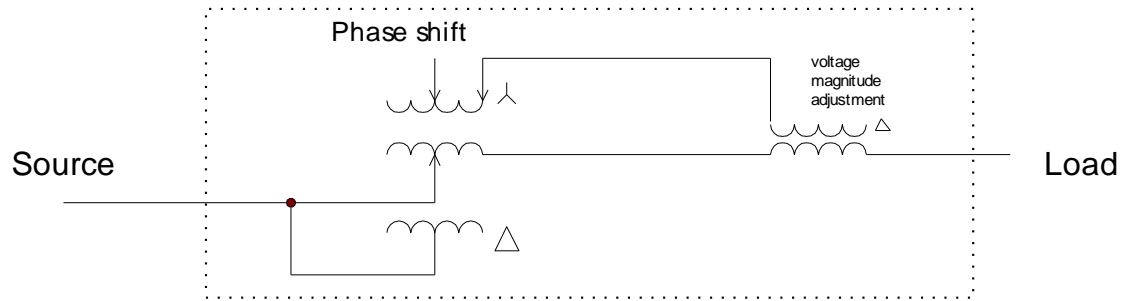 Phase shift
voltage
magnitude
adjustment
Source
Load